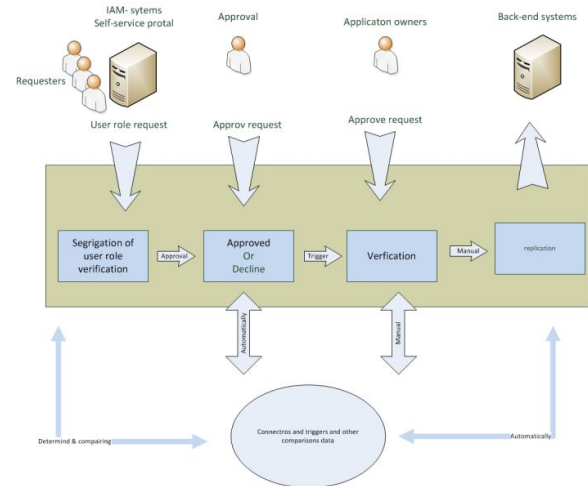 IAM- sytems
Self-service protal
Approval
Applicaton owners
Back-end systems
Requesters
User role request
Approv request
Approve request
Segrigation of
user role
verification
Approval
Approved
Or
Decline
Trigger
Verfication
Manual
replication
Automatically
Manual
Connectros and triggers and other
comparisons data
Determind & compairing
Automatically